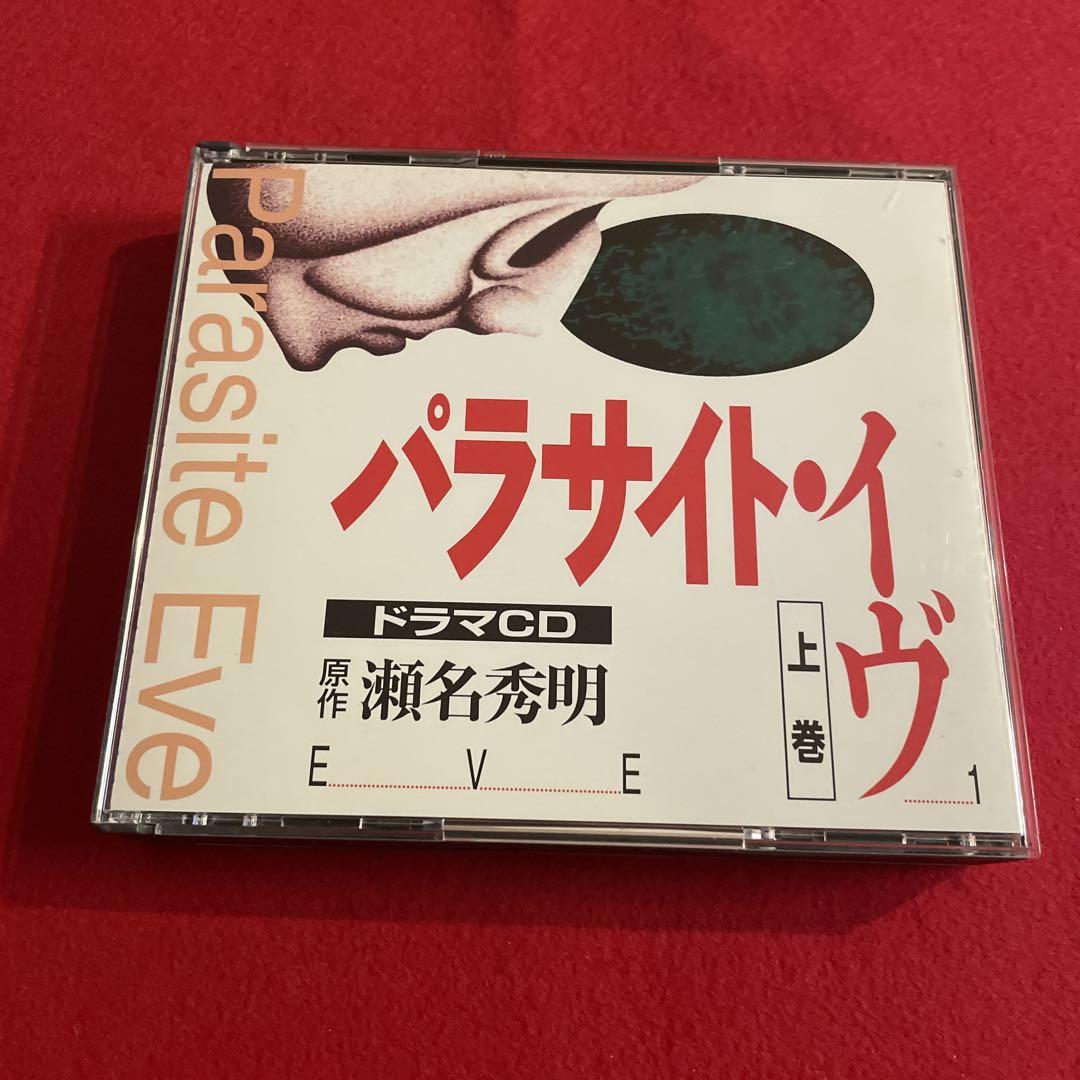 Parasite Eve
パラサイト・イヴ
ドラマCD
原作 瀬名秀明
上巻
E V E 1